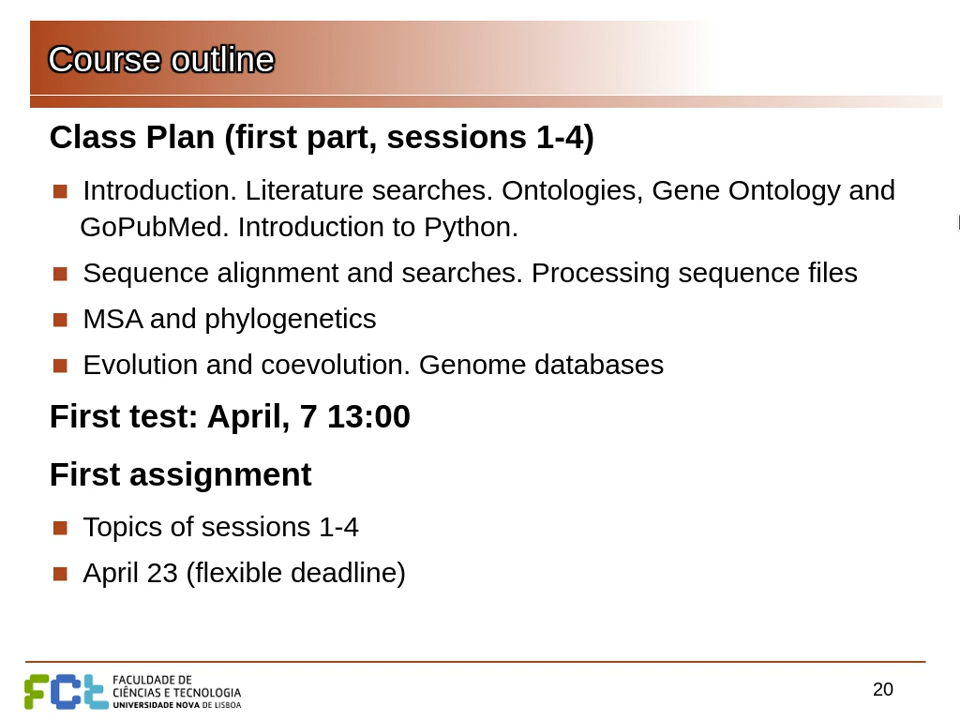 Course outline
Class Plan (first part, sessions 1-4)
Introduction. Literature searches. Ontologies, Gene Ontology and
GoPubMed. Introduction to Python.
Sequence alignment and searches. Processing sequence files
MSA and phylogenetics
Evolution and coevolution. Genome databases
First test: April, 7 13:00
First assignment
Topics of sessions 1-4
April 23 (flexible deadline)
FCt
FACULDADE DE
CIÊNCIAS E TECNOLOGIA
UNIVERSIDADE NOVA DE LISBOA
20